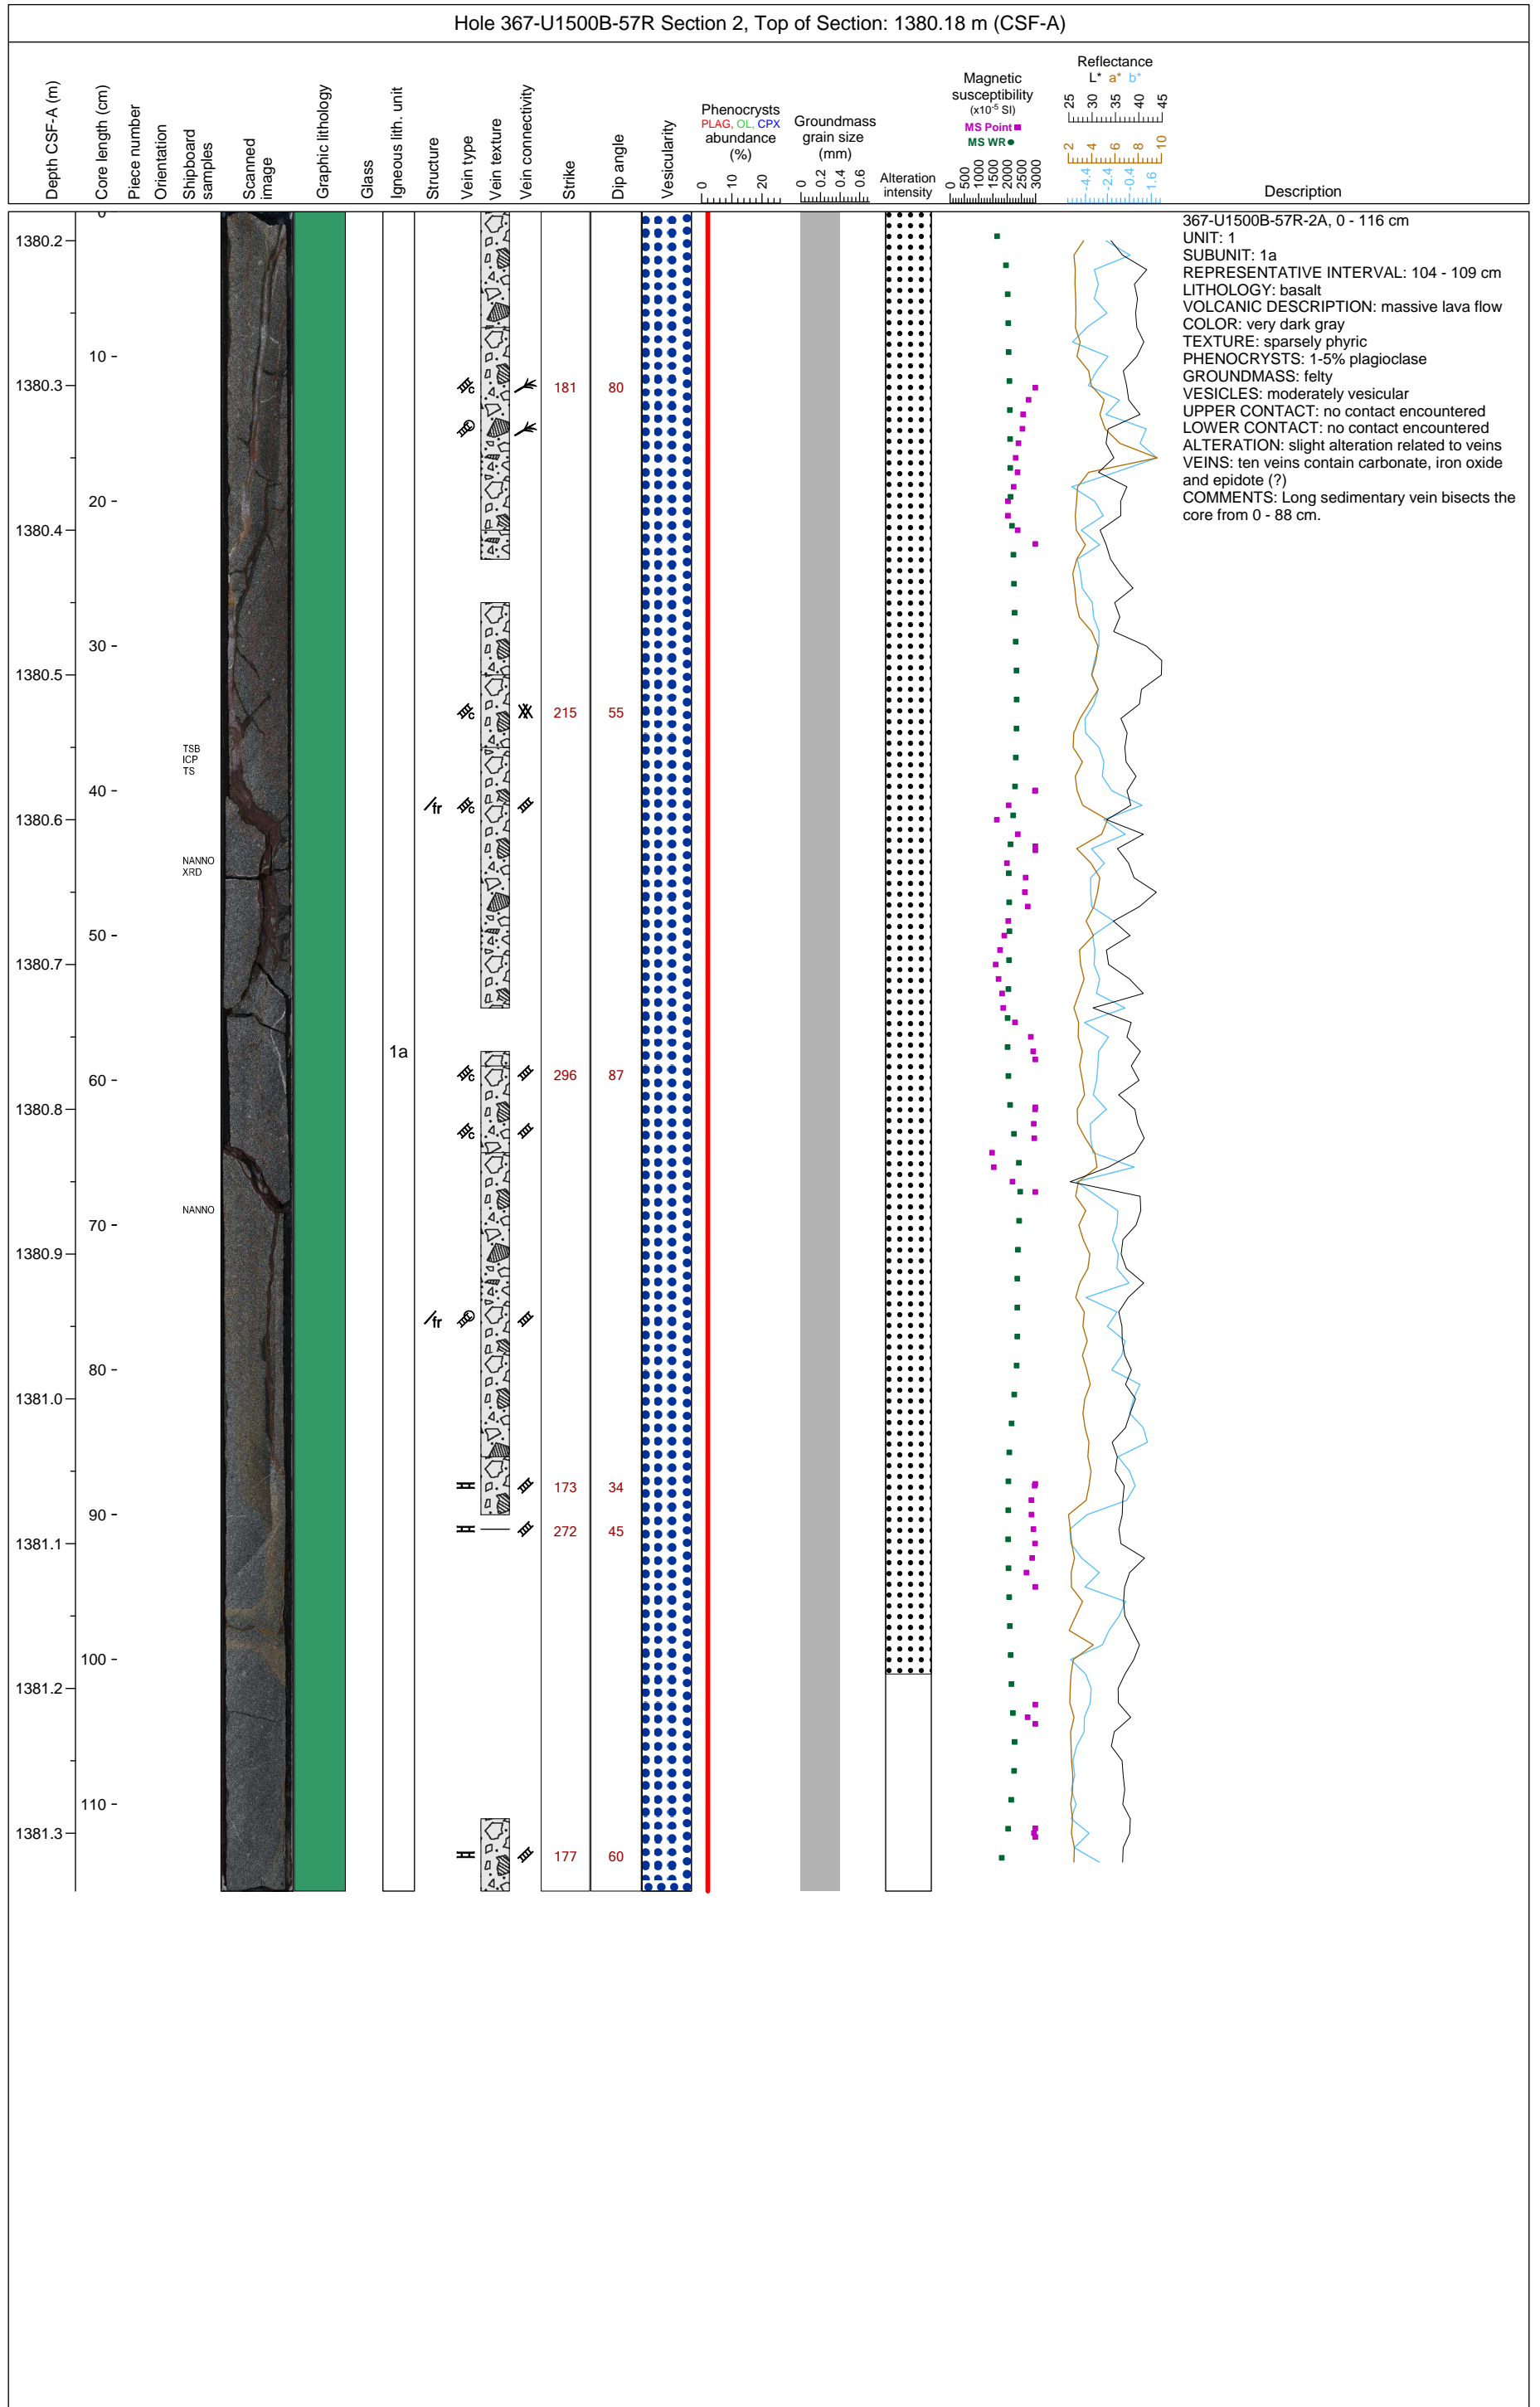 Hole 367-U1500B-57R Section 2, Top of Section: 1380.18 m (CSF-A)
Depth CSF-A (m)
Core length (cm)
Piece number
Orientation
Shipboard
samples
Scanned
image
Graphic lithology
Glass
Igneous lith. unit
Structure
Vein type
Vein texture
Vein connectivity
Strike
Dip angle
Vesicularity
Phenocrysts
PLAG, OL, CPX
abundance
(%)
0 10 20
Groundmass
grain size
(mm)
0 0.2 0.4 0.6
Alteration
intensity
Magnetic
susceptibility
(x10-5 SI)
MS Point
MS WR
0 500 1000 1500 2000 2500 3000
Reflectance
L* a* b*
25 30 35 40 45
2 4 6 8 10
-4.4 -2.4 -0.4 1.6
Description
367-U1500B-57R-2A, 0 - 116 cm
UNIT: 1
SUBUNIT: 1a
REPRESENTATIVE INTERVAL: 104 - 109 cm
LITHOLOGY: basalt
VOLCANIC DESCRIPTION: massive lava flow
COLOR: very dark gray
TEXTURE: sparsely phyric
PHENOCRYSTS: 1-5% plagioclase
GROUNDMASS: felty
VESICLES: moderately vesicular
UPPER CONTACT: no contact encountered
LOWER CONTACT: no contact encountered
ALTERATION: slight alteration related to veins
VEINS: ten veins contain carbonate, iron oxide
and epidote (?)
COMMENTS: Long sedimentary vein bisects the
core from 0 - 88 cm.
0
1380.2
10
1380.3 c 181 80
20
1380.4
30
1380.5
c 215 55
TSB
ICP
TS
40 fr c
1380.6
NANNO
XRD
50
1380.7
1a
60 c 296 87
1380.8
c
NANNO
70
1380.9
fr
80
1381.0
173 34
90
272 45
1381.1
100
1381.2
110
1381.3
177 60